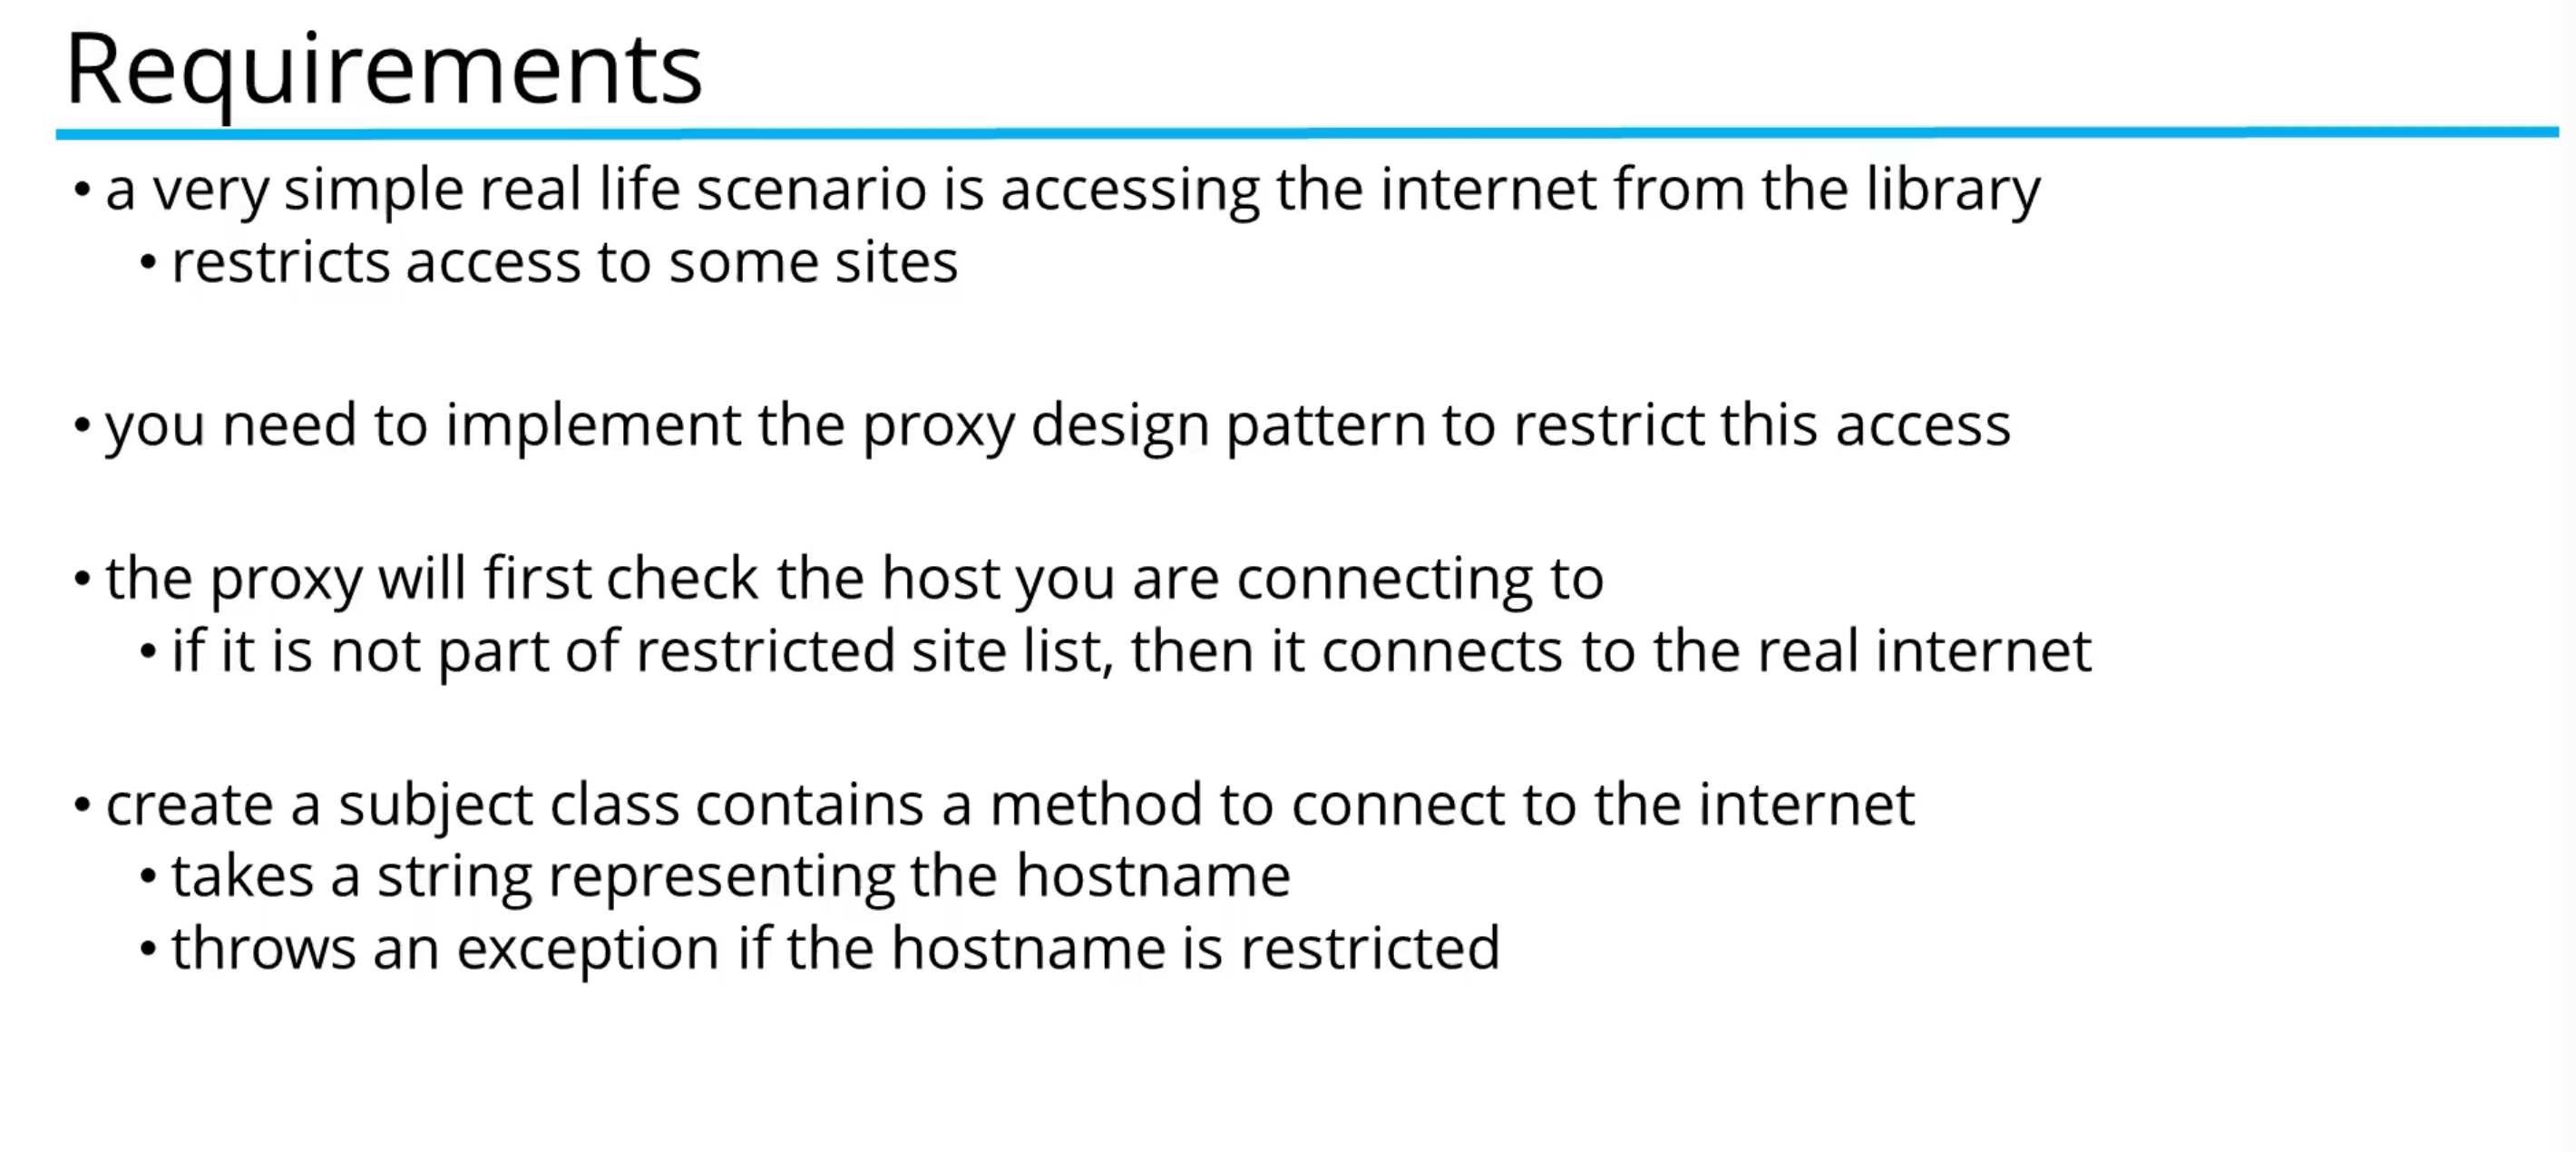 Requirements
• a very simple real life scenario is accessing the internet from the library
• restricts access to some sites
• you need to implement the proxy design pattern to restrict this access
• the proxy will first check the host you are connecting to
• if it is not part of restricted site list, then it connects to the real internet
• create a subject class contains a method to connect to the internet
• takes a string representing the hostname
• throws an exception if the hostname is restricted